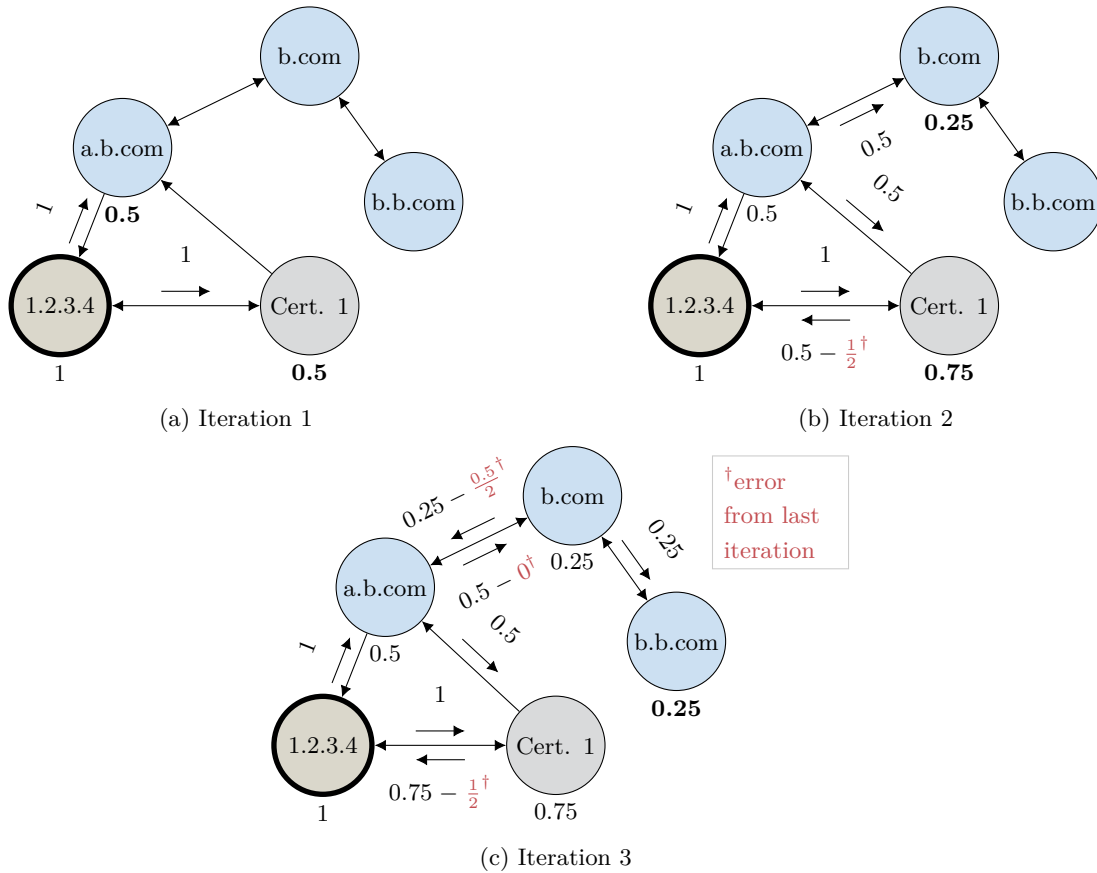 b.com
a.b.com
b.b.com
1
0.5
1
1.2.3.4
Cert. 1
1
0.5
(a) Iteration 1
b.com
0.25
a.b.com
0.5
b.b.com
0.5
1
0.5
1
1.2.3.4
Cert. 1
0.5 − 1/2†
1
0.75
(b) Iteration 2
b.com
0.25 − 0.5/2†
0.25
0.25
a.b.com
0.5 − 0†
0.5
b.b.com
1
0.5
0.25
1
1.2.3.4
Cert. 1
0.75 − 1/2†
1
0.75
(c) Iteration 3
†error
from last
iteration